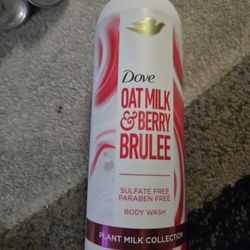 Dove
OAT MILK
& BERRY
BRULEE
SULFATE FREE
PARABEN FREE
BODY WASH
PLANT MILK COLLECTION